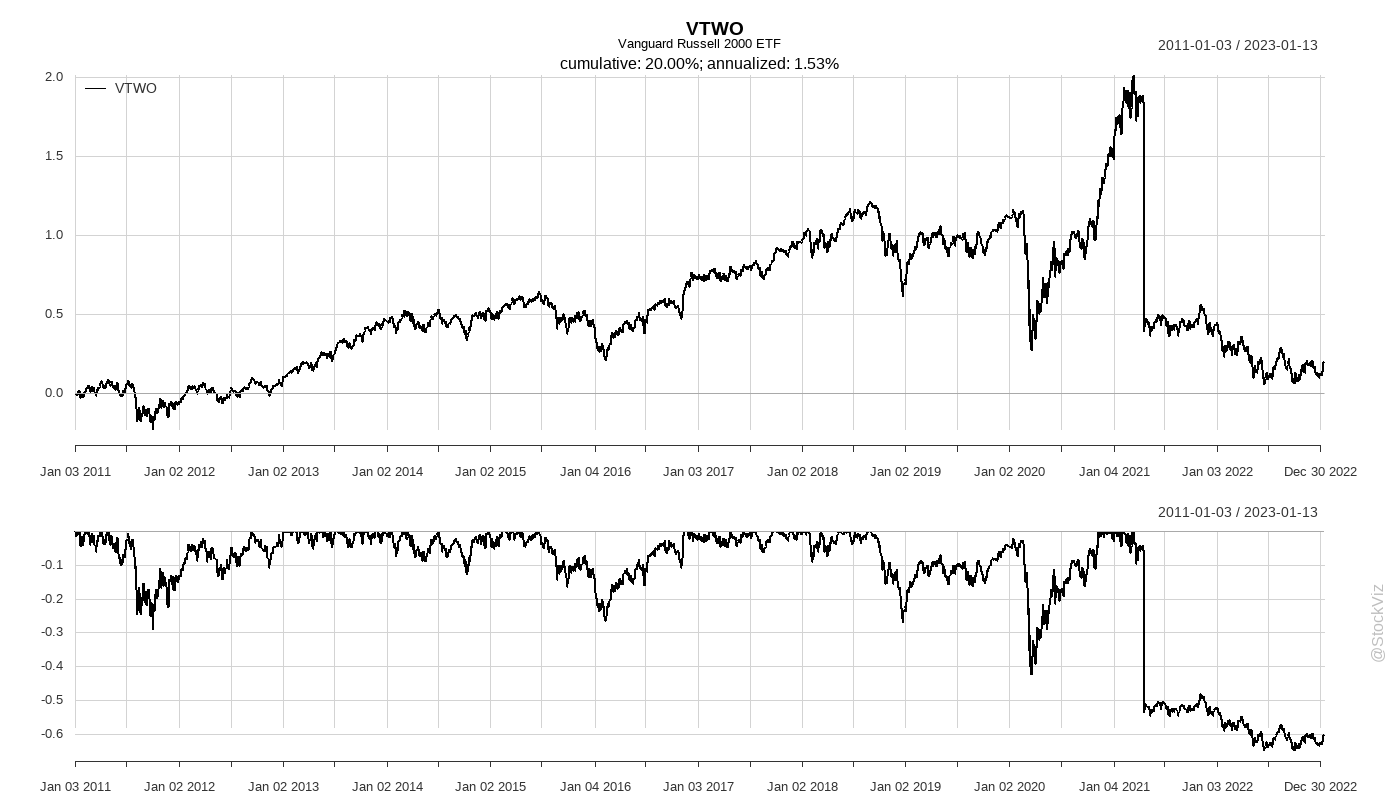 VTWO
Vanguard Russell 2000 ETF
2011-01-03 / 2023-01-13
cumulative: 20.00%; annualized: 1.53%
VTWO
2.0
1.5
1.0
0.5
0.0
Jan 03 2011 Jan 02 2012 Jan 02 2013 Jan 02 2014 Jan 02 2015 Jan 04 2016 Jan 03 2017 Jan 02 2018 Jan 02 2019 Jan 02 2020 Jan 04 2021 Jan 03 2022 Dec 30 2022
2011-01-03 / 2023-01-13
-0.1
-0.2
-0.3
-0.4
-0.5
-0.6
Jan 03 2011 Jan 02 2012 Jan 02 2013 Jan 02 2014 Jan 02 2015 Jan 04 2016 Jan 03 2017 Jan 02 2018 Jan 02 2019 Jan 02 2020 Jan 04 2021 Jan 03 2022 Dec 30 2022
@StockViz